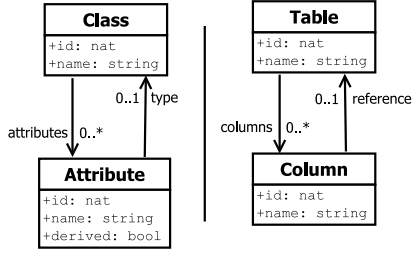 Class
+id: nat
+name: string
0..1 type
attributes 0..*
Attribute
+id: nat
+name: string
+derived: bool
Table
+id: nat
+name: string
0..1 reference
columns 0..*
Column
+id: nat
+name: string